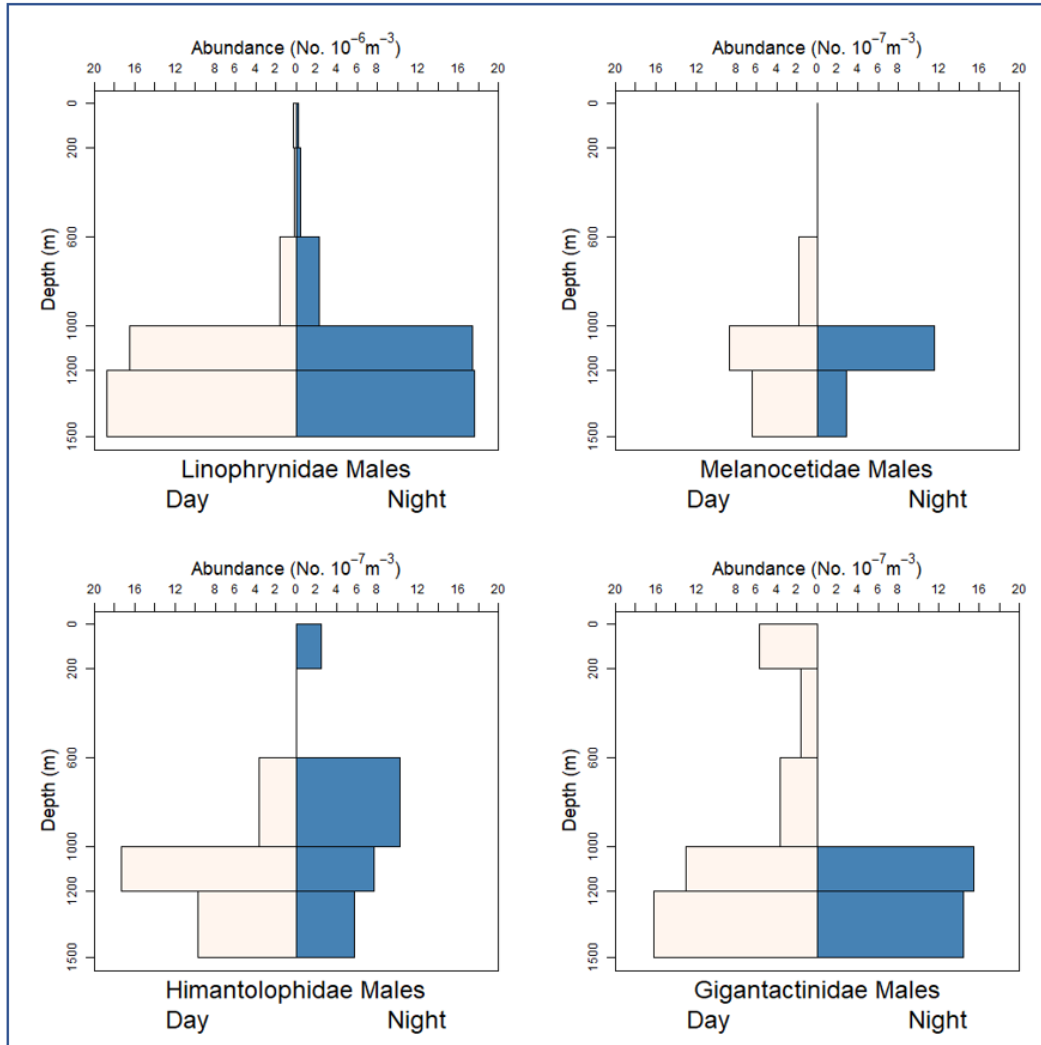 Abundance (No. 10⁻⁶m⁻³)
20 16 12 8 6 4 2 0 2 4 6 8 12 16 20
Depth (m)
0
200
600
1000
1200
1500
Linophrynidae Males
Day Night
Abundance (No. 10⁻⁷m⁻³)
20 16 12 8 6 4 2 0 2 4 6 8 12 16 20
Depth (m)
0
200
600
1000
1200
1500
Melanocetidae Males
Day Night
Abundance (No. 10⁻⁷m⁻³)
20 16 12 8 6 4 2 0 2 4 6 8 12 16 20
Depth (m)
0
200
600
1000
1200
1500
Himantolophidae Males
Day Night
Abundance (No. 10⁻⁷m⁻³)
20 16 12 8 6 4 2 0 2 4 6 8 12 16 20
Depth (m)
0
200
600
1000
1200
1500
Gigantactinidae Males
Day Night